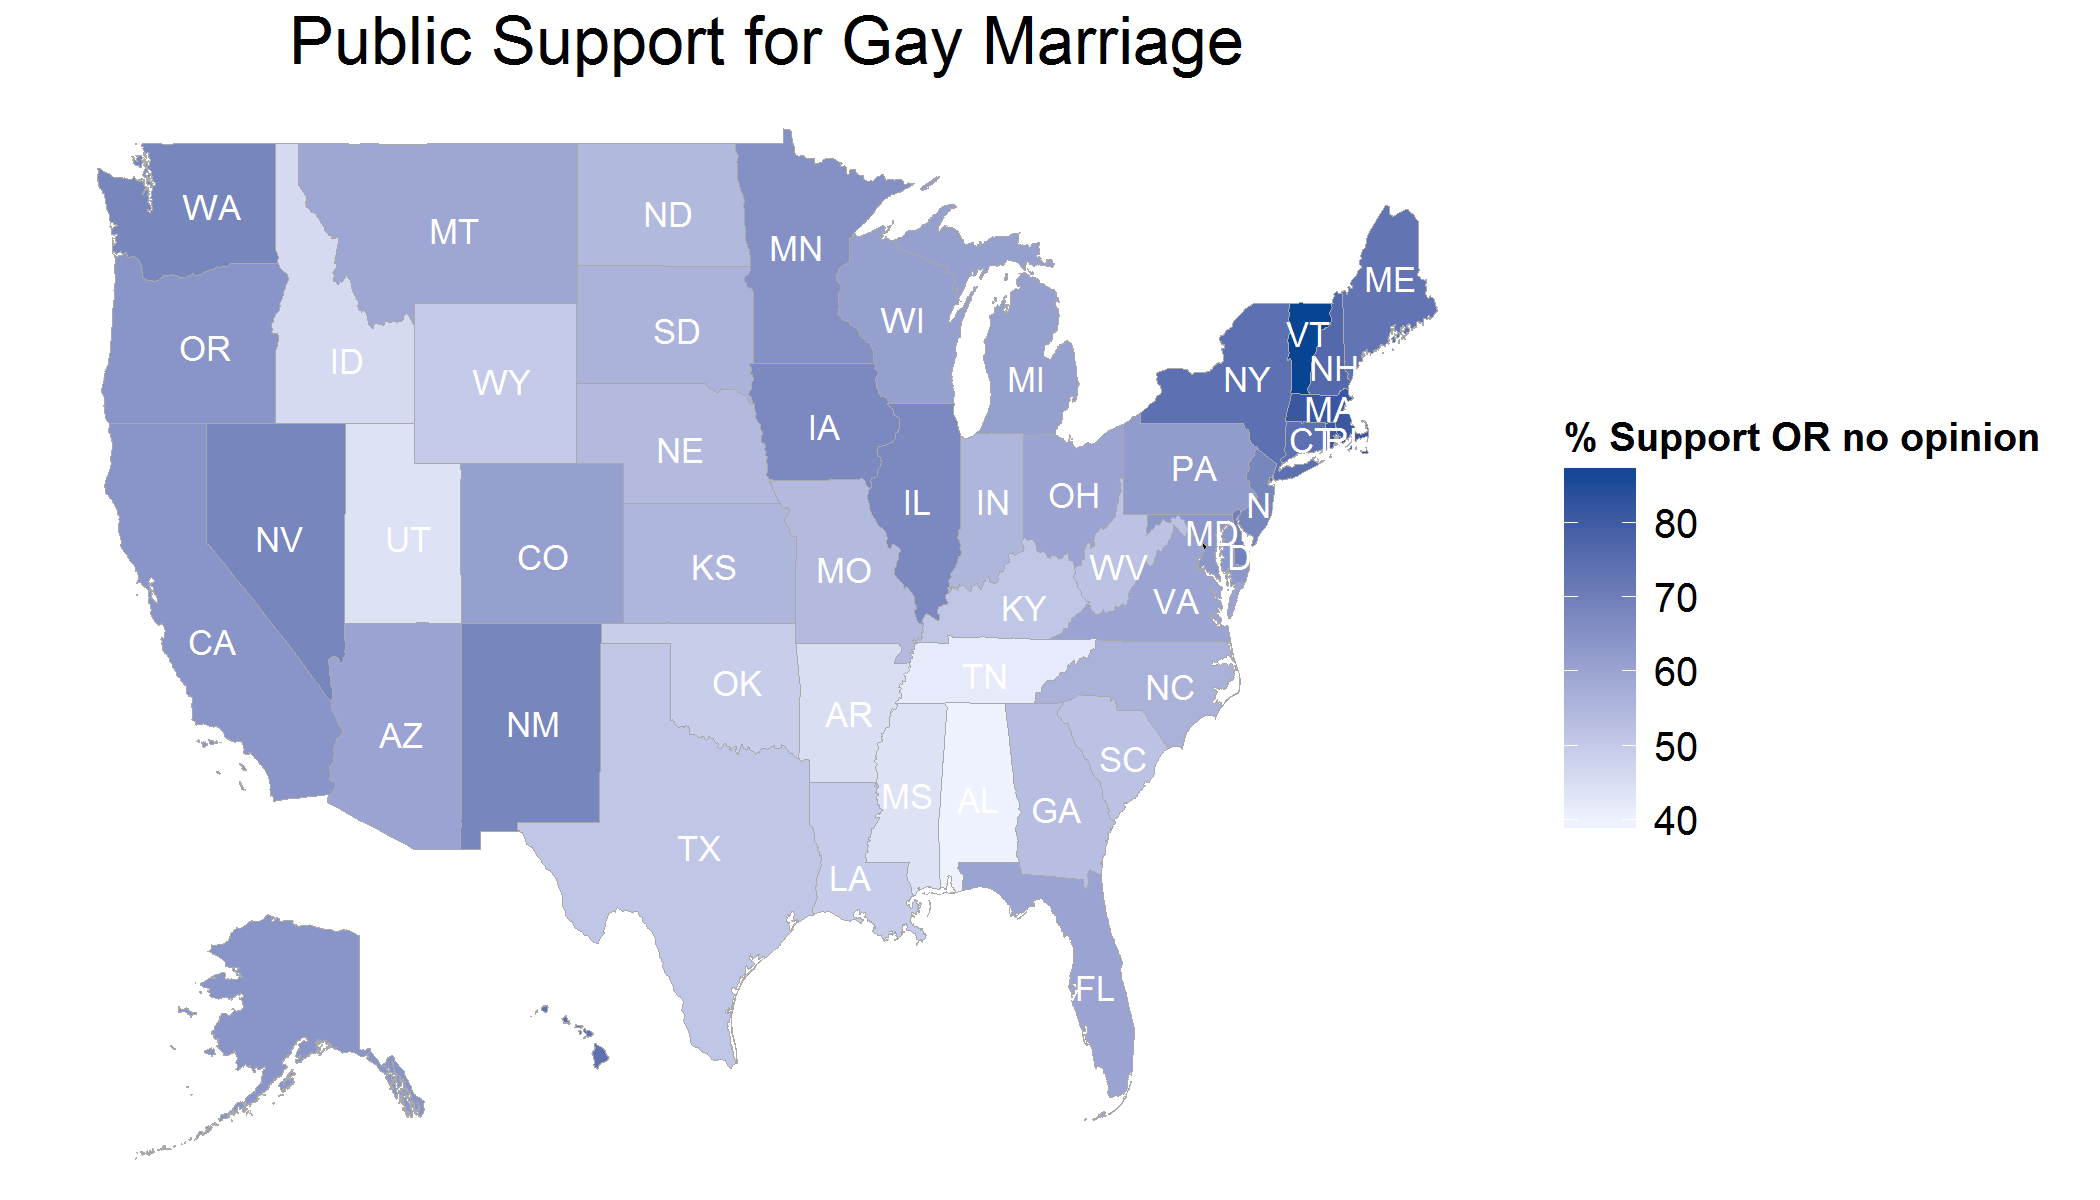 Public Support for Gay Marriage
WA
MT
ND
MN
ME
OR
ID
WY
SD
WI
MI
NY
VT
NH
MA
CT
RI
NV
UT
CO
NE
IA
IL
IN
OH
PA
N
MD
D
CA
KS
MO
KY
WV
VA
AZ
NM
OK
AR
TN
NC
TX
LA
MS
AL
GA
SC
FL
% Support OR no opinion
80
70
60
50
40